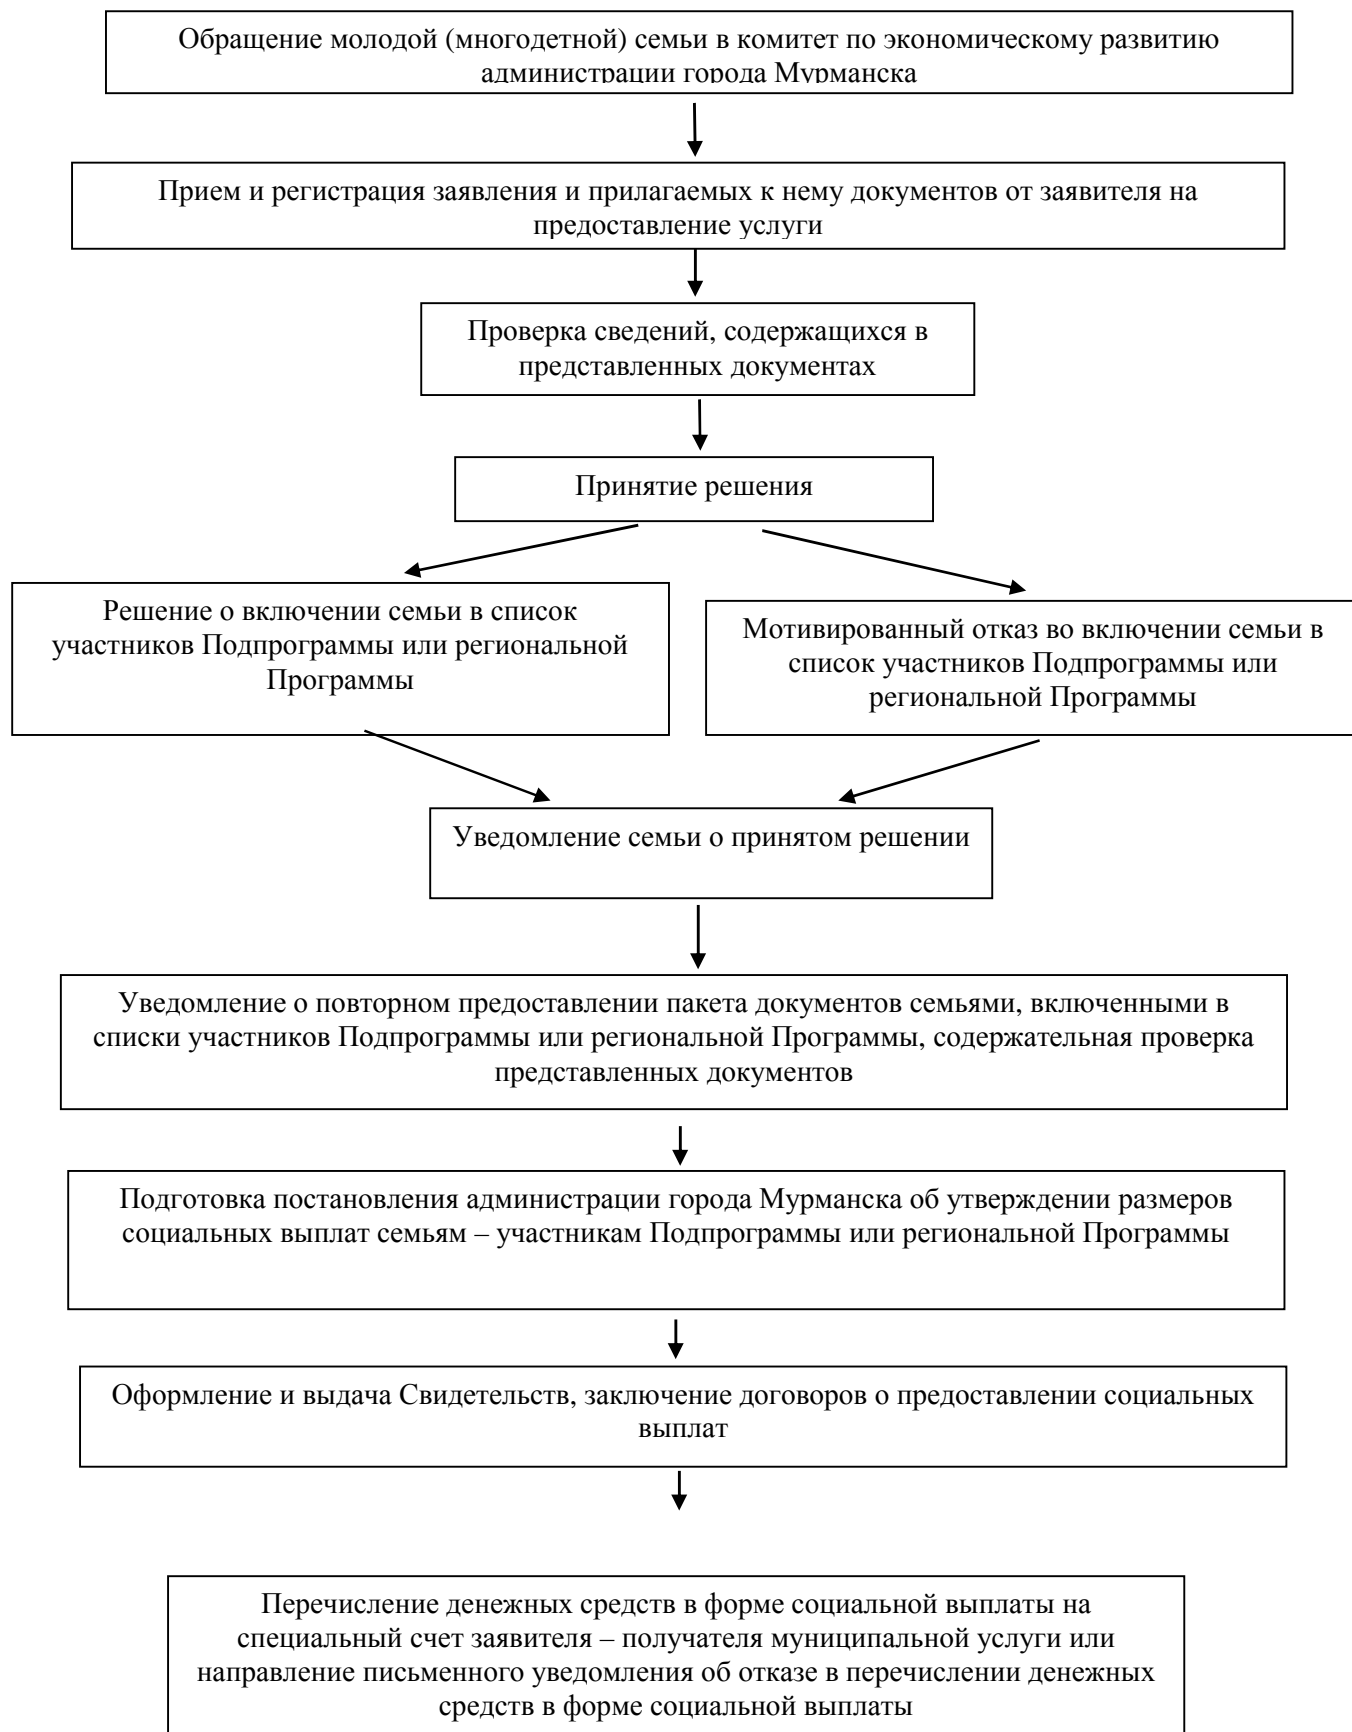 Обращение молодой (многодетной) семьи в комитет по экономическому развитию
администрации города Мурманска
Прием и регистрация заявления и прилагаемых к нему документов от заявителя на
предоставление услуги
Проверка сведений, содержащихся в
представленных документах
Принятие решения
Решение о включении семьи в список
участников Подпрограммы или региональной
Программы
Мотивированный отказ во включении семьи в
список участников Подпрограммы или
региональной Программы
Уведомление семьи о принятом решении
Уведомление о повторном предоставлении пакета документов семьями, включенными в
списки участников Подпрограммы или региональной Программы, содержательная проверка
представленных документов
Подготовка постановления администрации города Мурманска об утверждении размеров
социальных выплат семьям – участникам Подпрограммы или региональной Программы
Оформление и выдача Свидетельств, заключение договоров о предоставлении социальных
выплат
Перечисление денежных средств в форме социальной выплаты на
специальный счет заявителя – получателя муниципальной услуги или
направление письменного уведомления об отказе в перечислении денежных
средств в форме социальной выплаты